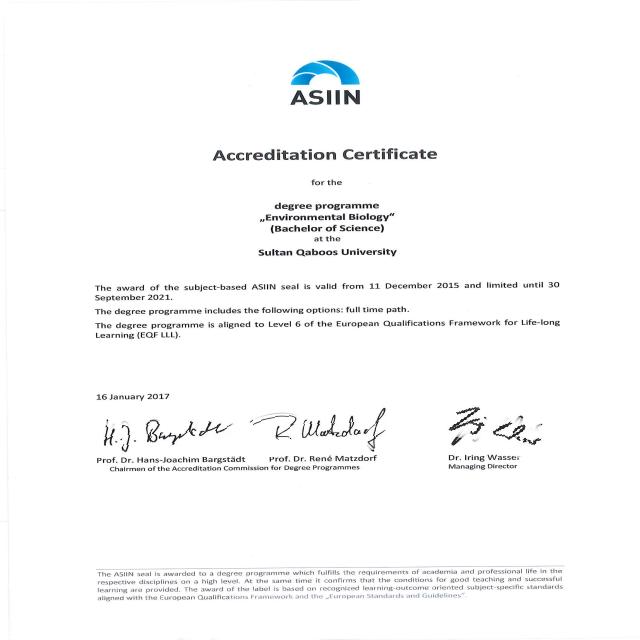 ASIIN
Accreditation Certificate
for the
degree programme
„Environmental Biology“
(Bachelor of Science)
at the
Sultan Qaboos University
The award of the subject-based ASIIN seal is valid from 11 December 2015 and limited until 30
September 2021.
The degree programme includes the following options: full time path.
The degree programme is aligned to Level 6 of the European Qualifications Framework for Life-long
Learning (EQF LLL).
16 January 2017
H.J. Bargstädt R. Matzdorf
Prof. Dr. Hans-Joachim Bargstädt Prof. Dr. René Matzdorf Dr. Iring Wasser
Chairmen of the Accreditation Commission for Degree Programmes Managing Director
The ASIIN seal is awarded to a degree programme which fulfills the requirements of academia and professional life in the
respective disciplines on a high level. At the same time it confirms that the conditions for good teaching and successful
learning are provided. The award of the label is based on recognized learning-outcome oriented subject-specific standards
aligned with the European Qualifications Framework and the „European Standards and Guidelines“.